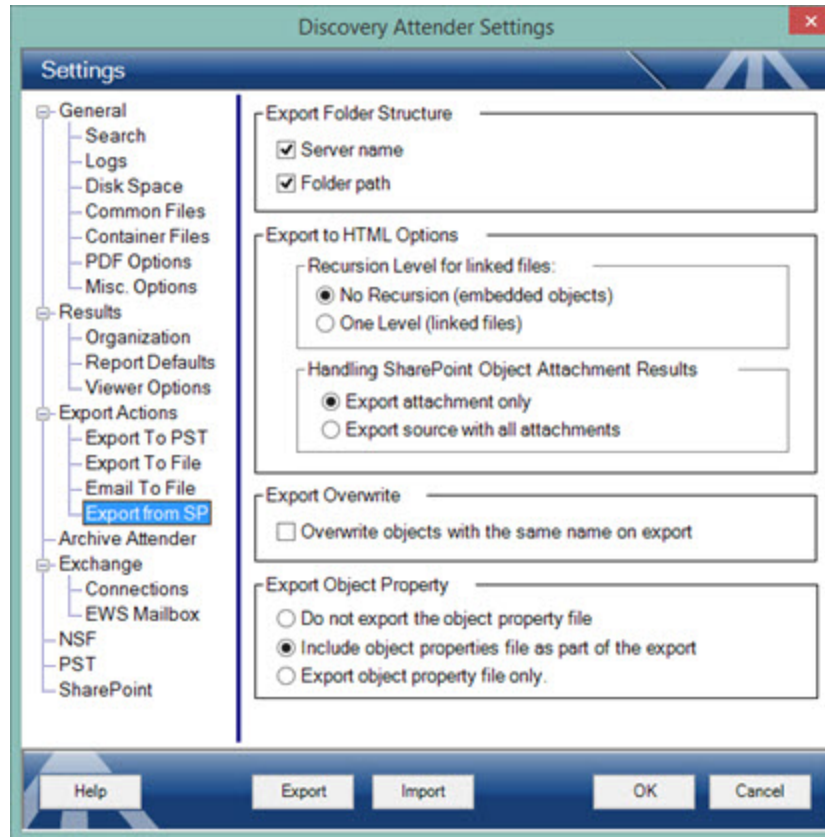 Discovery Attender Settings
Settings
General
Search
Logs
Disk Space
Common Files
Container Files
PDF Options
Misc. Options
Results
Organization
Report Defaults
Viewer Options
Export Actions
Export To PST
Export To File
Email To File
Export from SP
Archive Attender
Exchange
Connections
EWS Mailbox
NSF
PST
SharePoint
Export Folder Structure
Server name
Folder path
Export to HTML Options
Recursion Level for linked files:
No Recursion (embedded objects)
One Level (linked files)
Handling SharePoint Object Attachment Results
Export attachment only
Export source with all attachments
Export Overwrite
Overwrite objects with the same name on export
Export Object Property
Do not export the object property file
Include object properties file as part of the export
Export object property file only.
Help
Export
Import
OK
Cancel